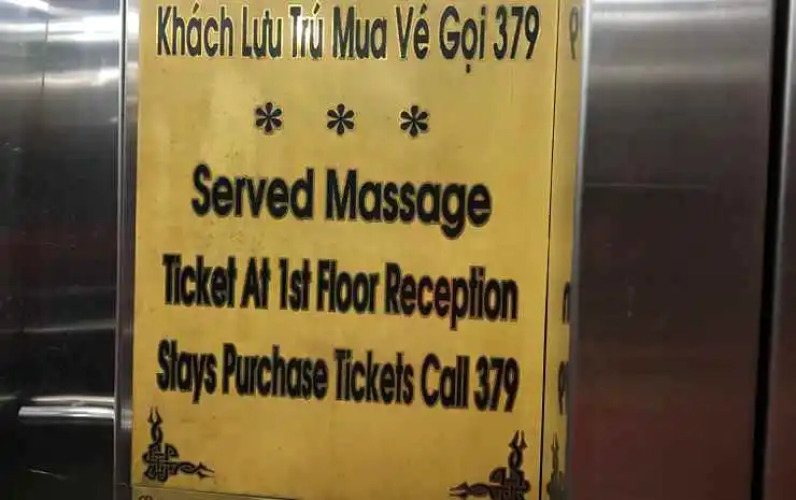 Khách Lưu Trú Mua Vé Gọi 379
* * *
Served Massage
Ticket At 1st Floor Reception
Stays Purchase Tickets Call 379